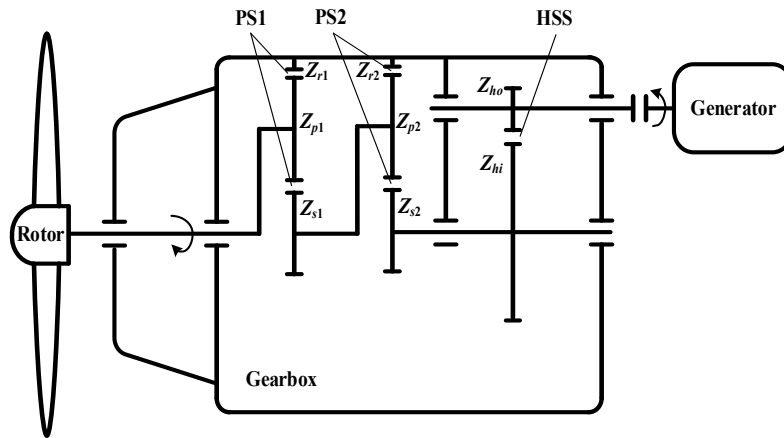 PS1
PS2
HSS
Zr1
Zr2
Zho
Generator
Zp1
Zp2
Zhi
Zs1
Zs2
Rotor
Gearbox